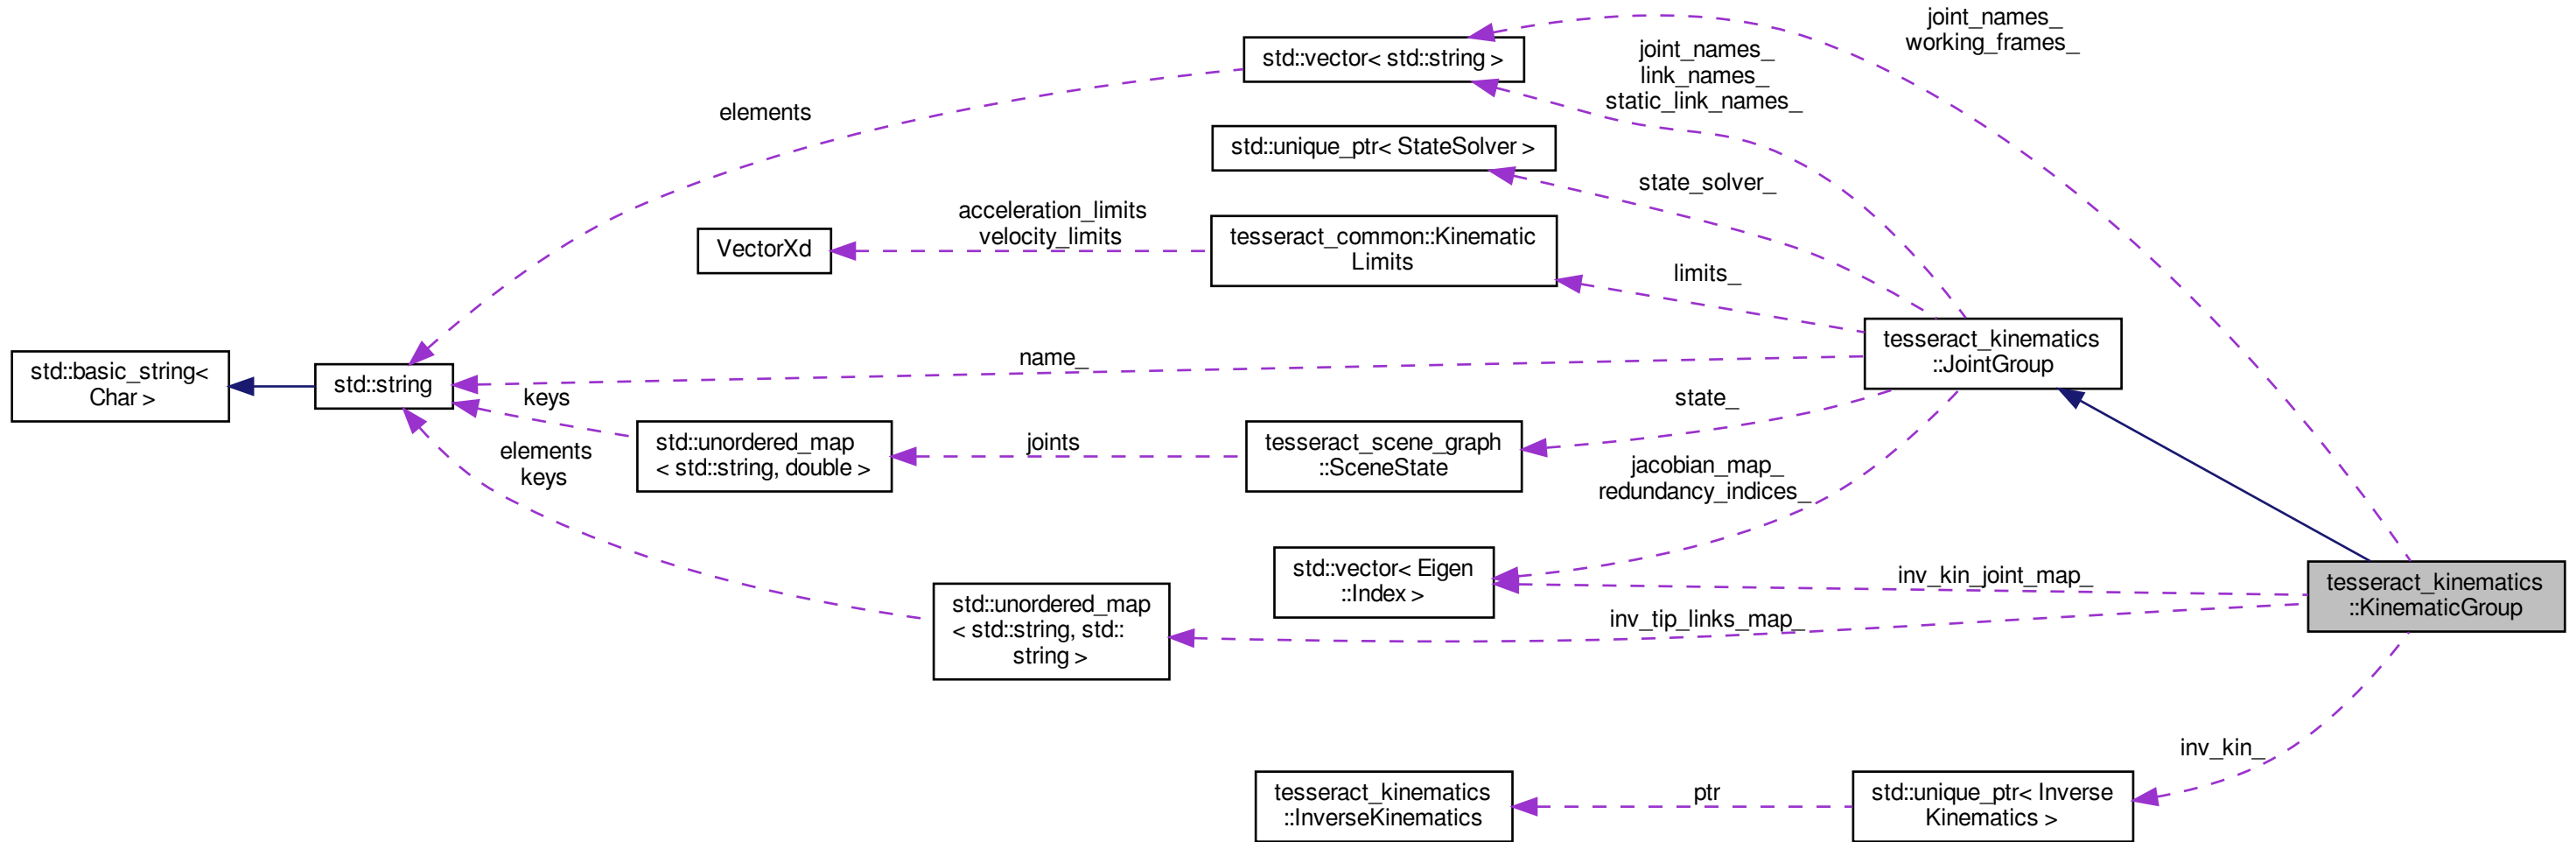 joint_names_
working_frames_
std::vector< std::string >
joint_names_
link_names_
static_link_names_
elements
std::unique_ptr< StateSolver >
state_solver_
acceleration_limits
velocity_limits
VectorXd
tesseract_common::Kinematic
Limits
limits_
tesseract_kinematics
::JointGroup
name_
std::basic_string<
Char >
std::string
keys
state_
std::unordered_map
< std::string, double >
joints
tesseract_scene_graph
::SceneState
elements
keys
jacobian_map_
redundancy_indices_
std::vector< Eigen
::Index >
inv_kin_joint_map_
tesseract_kinematics
::KinematicGroup
std::unordered_map
< std::string, std::
string >
inv_tip_links_map_
inv_kin_
tesseract_kinematics
::InverseKinematics
ptr
std::unique_ptr< Inverse
Kinematics >